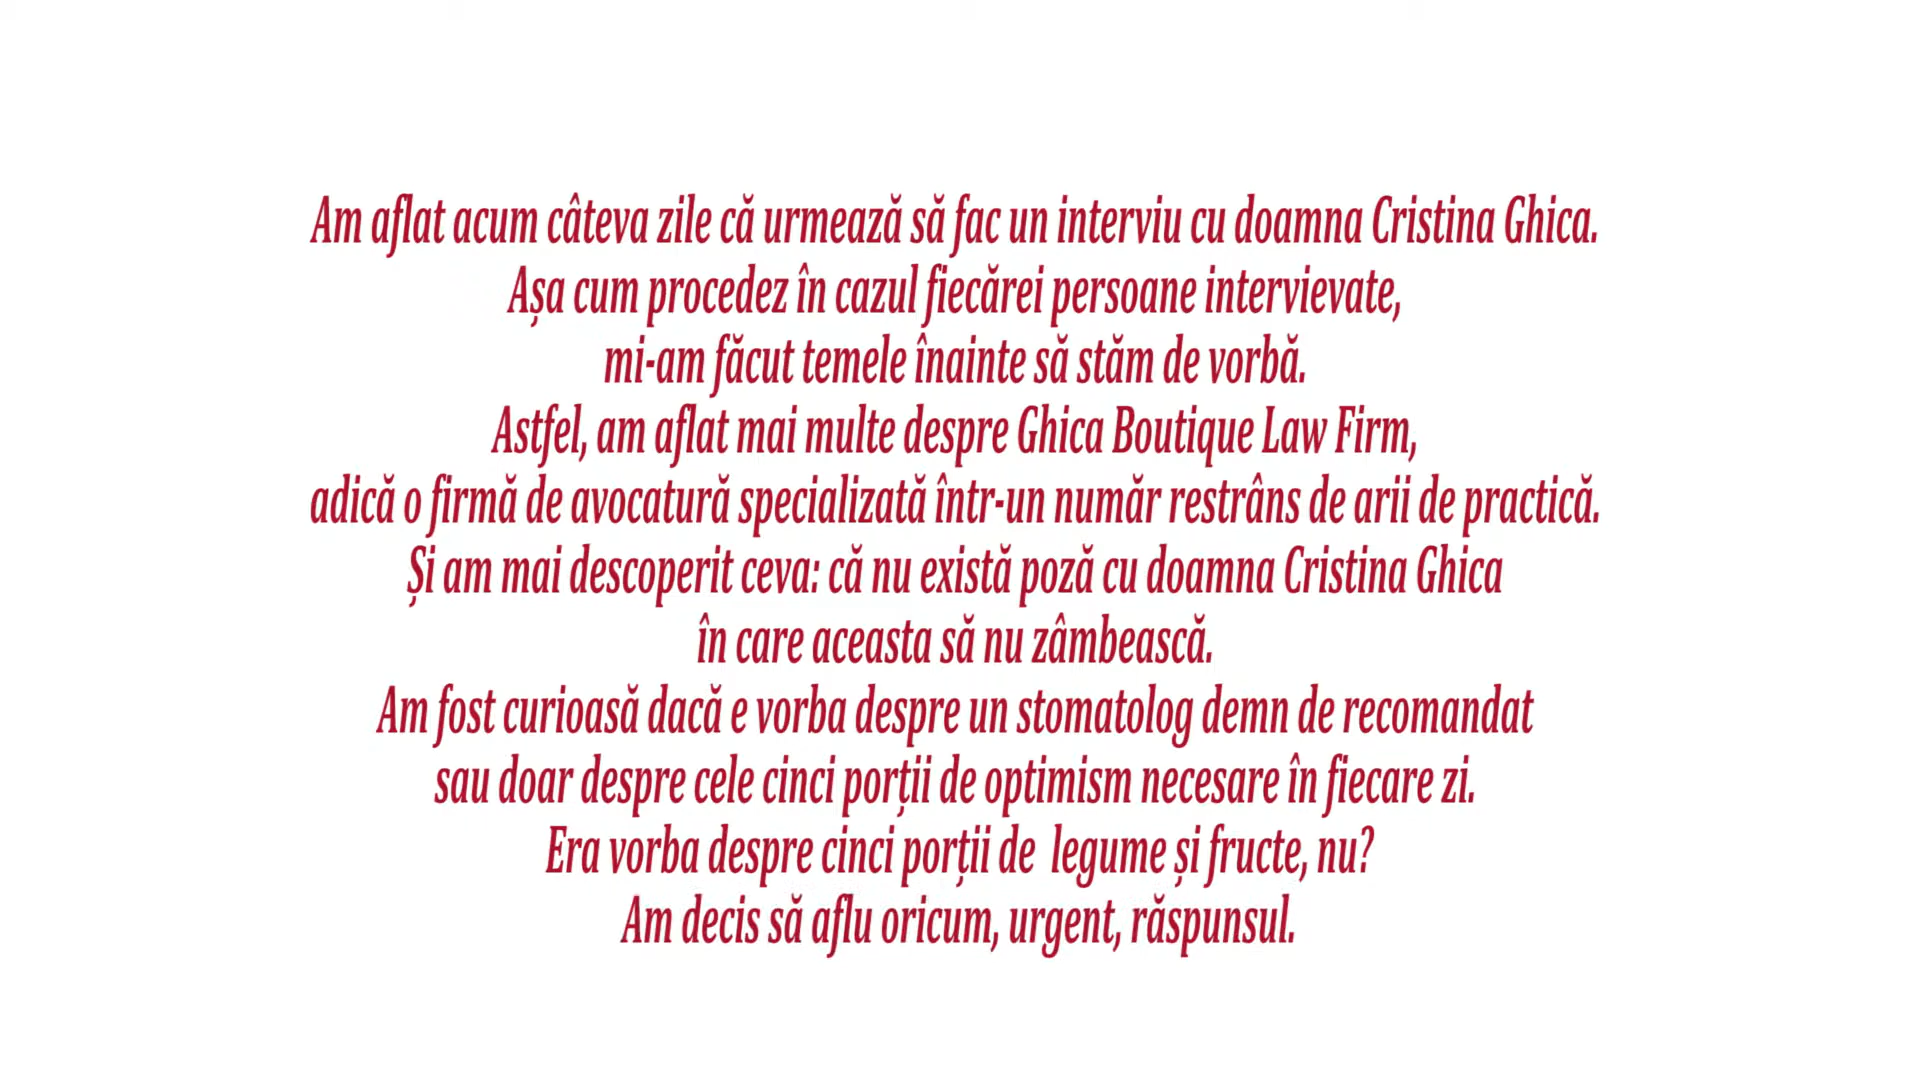 Am aflat acum câteva zile că urmează să fac un interviu cu doamna Cristina Ghica.
Așa cum procedez în cazul fiecărei persoane intervievate,
mi-am făcut temele înainte să stăm de vorbă.
Astfel, am aflat mai multe despre Ghica Boutique Law Firm,
adică o firmă de avocatură specializată într-un număr restrâns de arii de practică.
Și am mai descoperit ceva: că nu există poză cu doamna Cristina Ghica
în care aceasta să nu zâmbească.
Am fost curioasă dacă e vorba despre un stomatolog demn de recomandat
sau doar despre cele cinci porții de optimism necesare în fiecare zi.
Era vorba despre cinci porții de  legume și fructe, nu?
Am decis să aflu oricum, urgent, răspunsul.